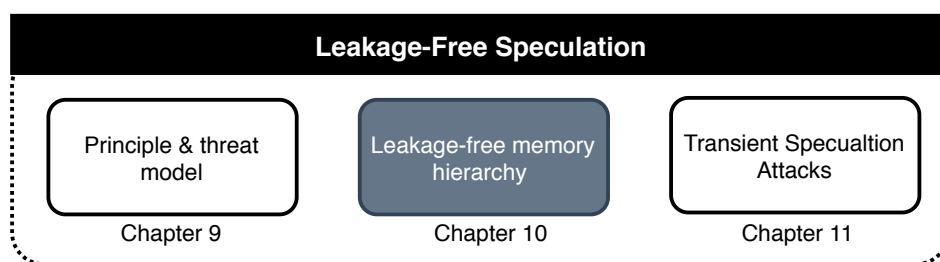 Leakage-Free Speculation
Principle & threat
model
Leakage-free memory
hierarchy
Transient Specualtion
Attacks
Chapter 9
Chapter 10
Chapter 11